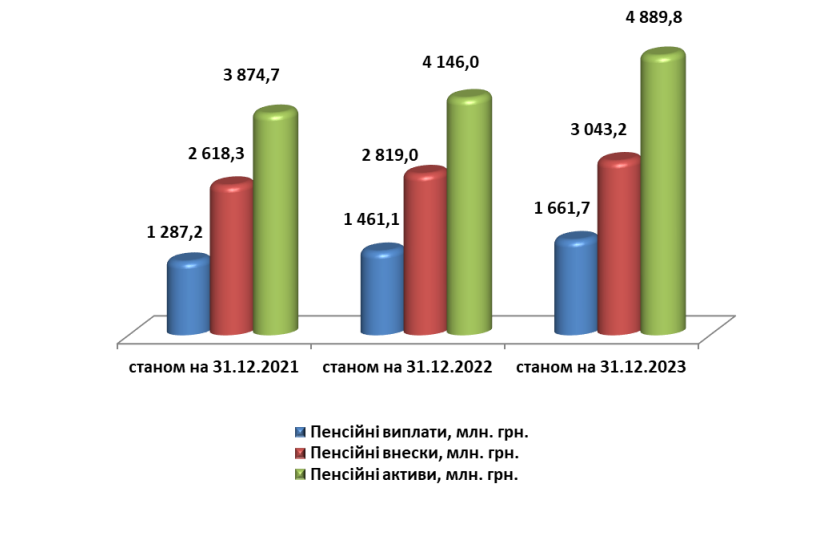 4 889,8
3 874,7
4 146,0
2 618,3
2 819,0
3 043,2
1 287,2
1 461,1
1 661,7
станом на 31.12.2021
станом на 31.12.2022
станом на 31.12.2023
Пенсійні виплати, млн. грн.
Пенсійні внески, млн. грн.
Пенсійні активи, млн. грн.